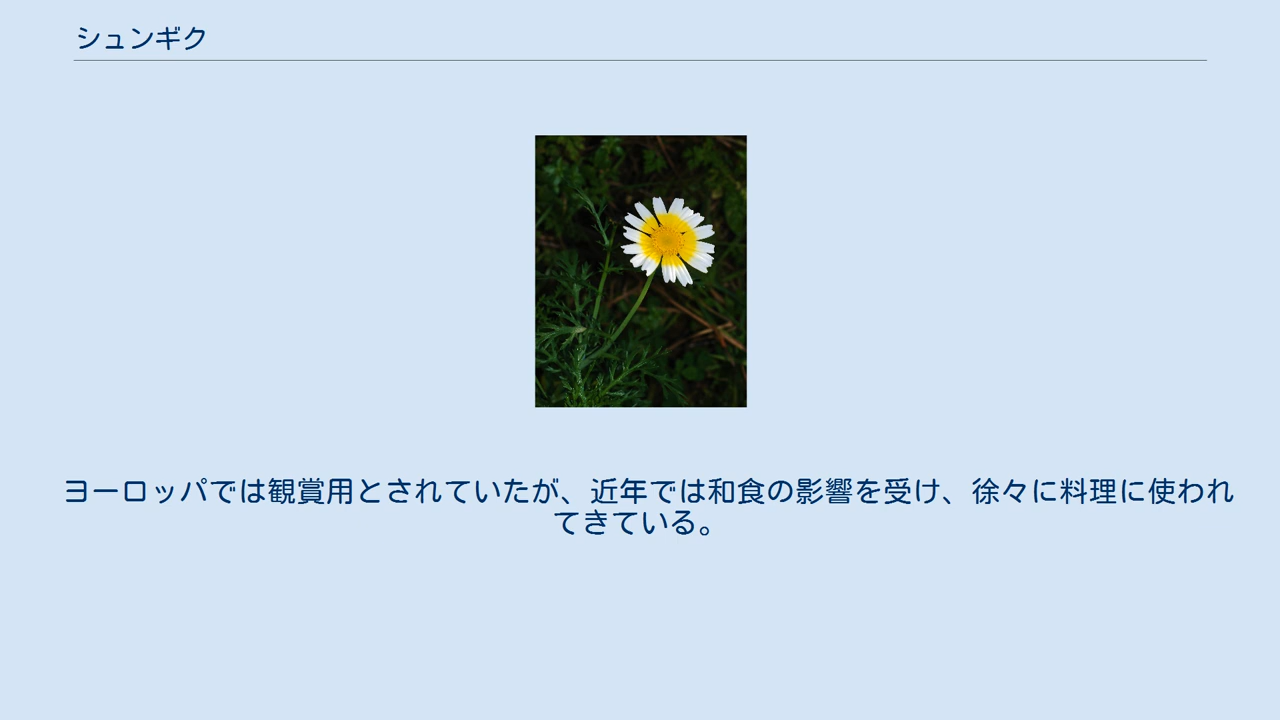 シュンギク
ヨーロッパでは観賞用とされていたが、近年では和食の影響を受け、徐々に料理に使われ
てきている。